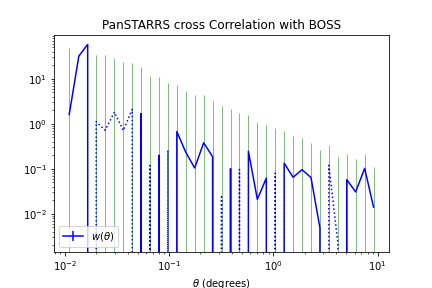 PanSTARRS cross Correlation with BOSS
10¹
10⁰
10⁻¹
10⁻²
w(θ)
10⁻² 10⁻¹ 10⁰ 10¹
θ (degrees)